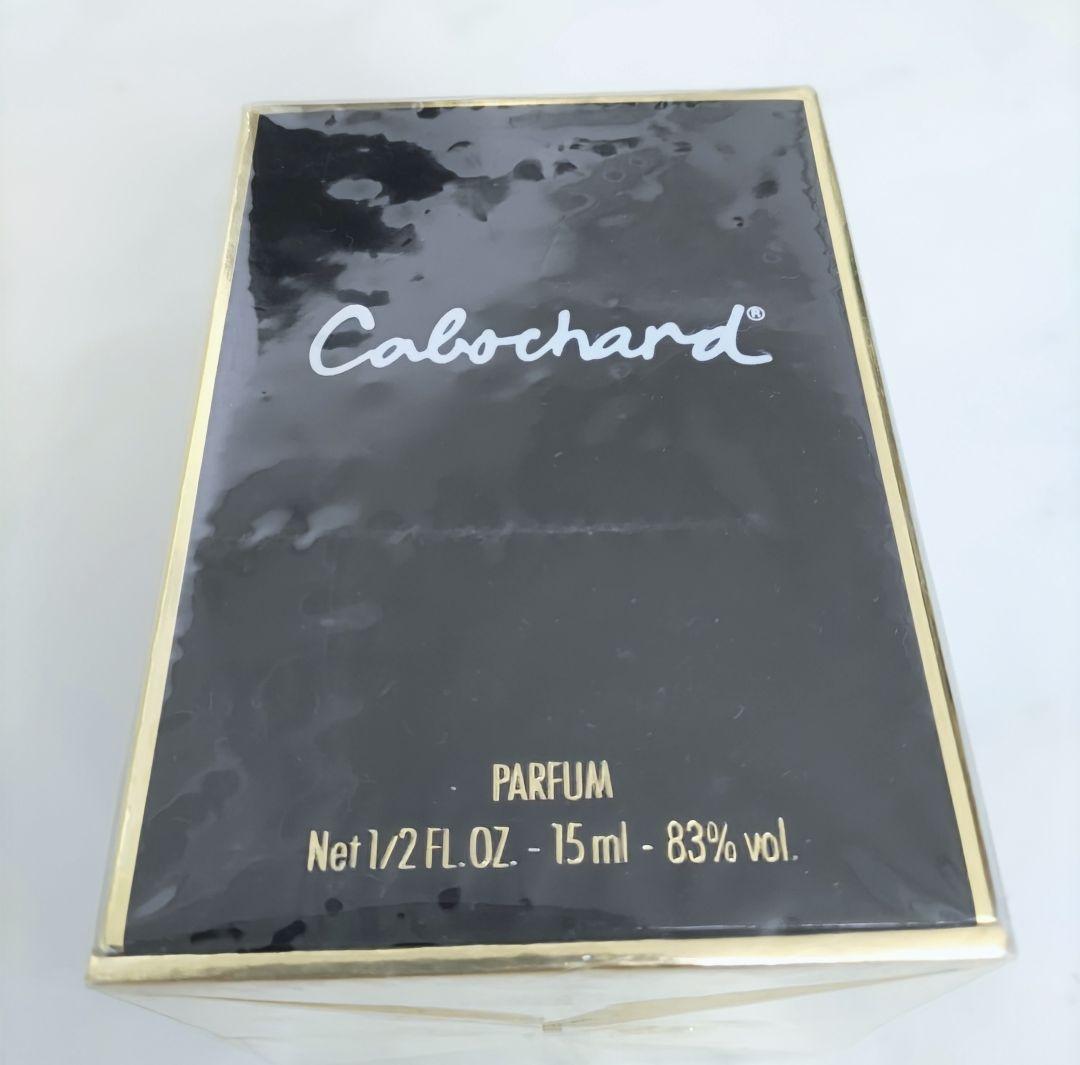 Cabochard®
PARFUM
Net 1/2 FL.OZ. - 15 ml - 83% vol.